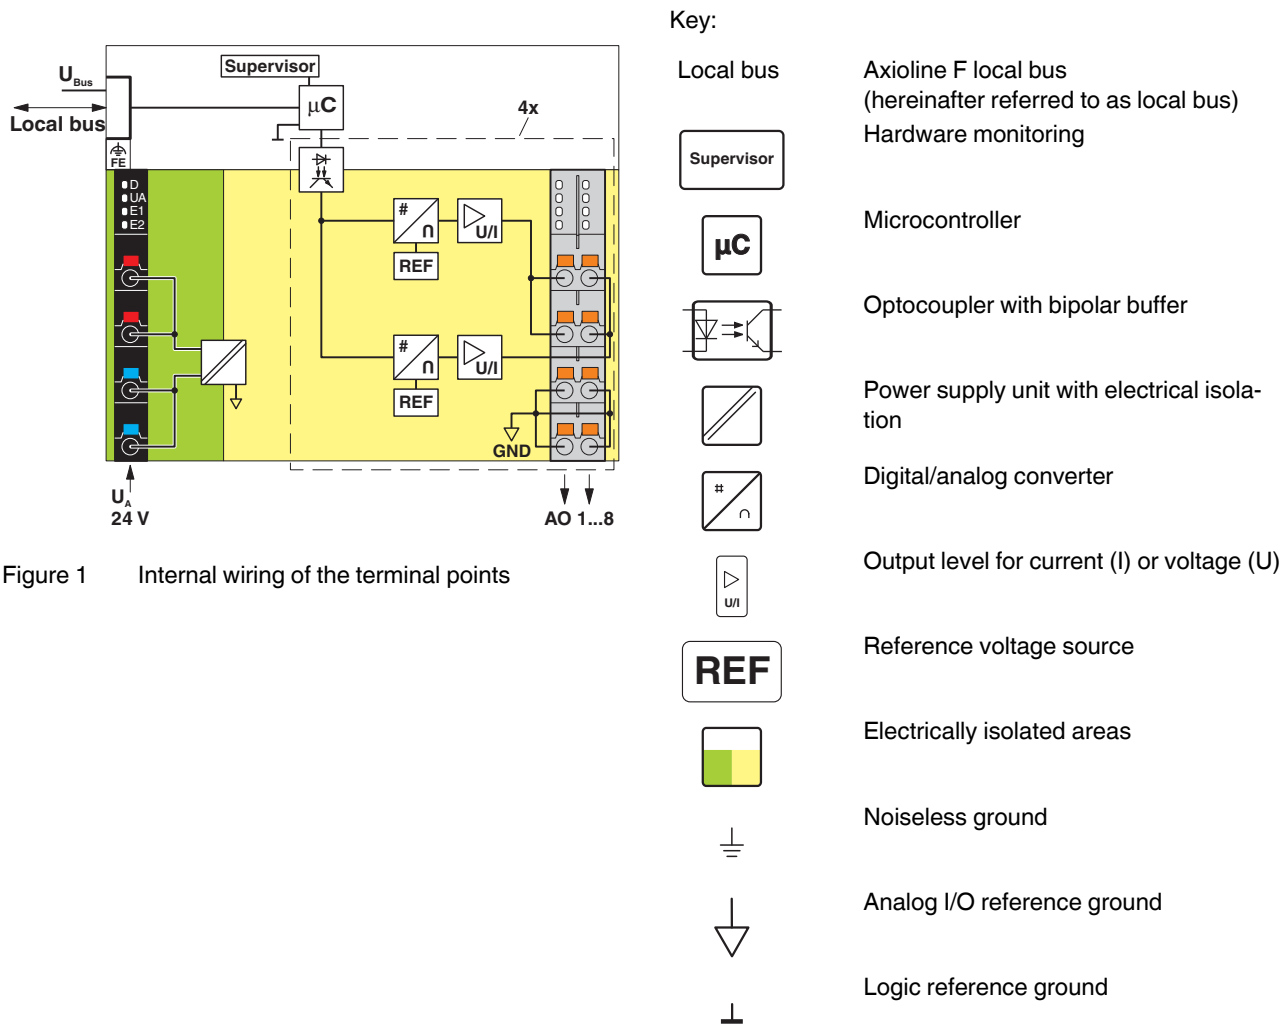 Key:
Local bus
Axioline F local bus
(hereinafter referred to as local bus)
Supervisor
Hardware monitoring
µC
Microcontroller
Optocoupler with bipolar buffer
Power supply unit with electrical isola-
tion
#
∩
Digital/analog converter
U/I
Output level for current (I) or voltage (U)
REF
Reference voltage source
Electrically isolated areas
Noiseless ground
Analog I/O reference ground
Logic reference ground
Supervisor
UBus
µC
4x
Local bus
FE
D
UA
E1
E2
#
∩
U/I
REF
#
∩
U/I
REF
GND
UA
24 V
AO 1...8
Figure 1 Internal wiring of the terminal points